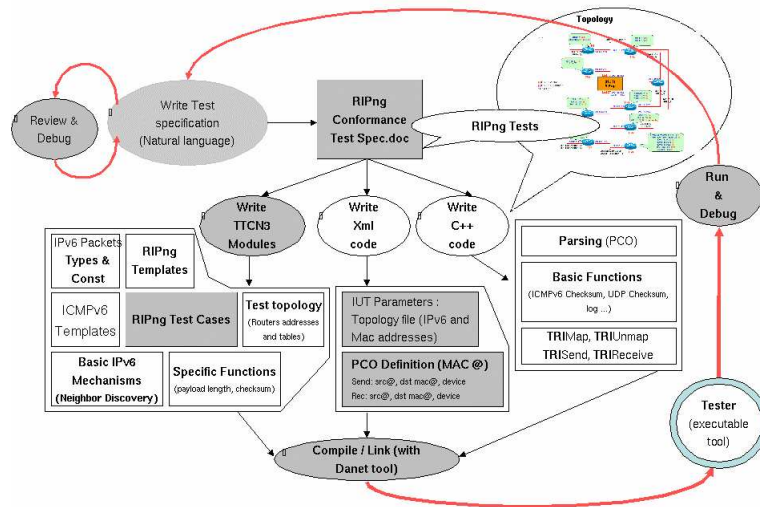 Topology
Review &
Debug
Write Test
specification
(Natural language)
RIPng
Conformance
Test Spec.doc
RIPng Tests
Run
&
Debug
Write
TTCN3
Modules
Write
Xml
code
Write
C++
code
IPv6 Packets
Types &
Const
RIPng
Templates
ICMPv6
Templates
RIPng Test Cases
Test topology
(Routers addresses
and tables)
Basic IPv6
Mechanisms
(Neighbor Discovery)
Specific Functions
(payload length, checksum)
IUT Parameters :
Topology file (IPv6 and
Mac addresses)
PCO Definition (MAC @)
Send: src@, dst mac@, device
Rec: src@, dst mac@, device
Parsing (PCO)
Basic Functions
(ICMPv6 Checksum, UDP Checksum,
log ...)
TRIMap, TRIUnmap
TRISend, TRIReceive
Tester
(executable
tool)
Compile / Link (with
Danet tool)